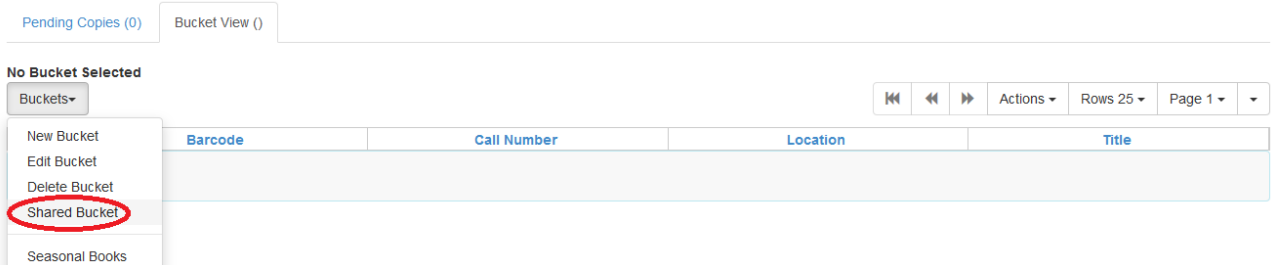 Pending Copies (0) Bucket View ()
No Bucket Selected
Buckets Actions Rows 25 Page 1
New Bucket
Barcode Call Number Location Title
Edit Bucket
Delete Bucket
Shared Bucket
Seasonal Books